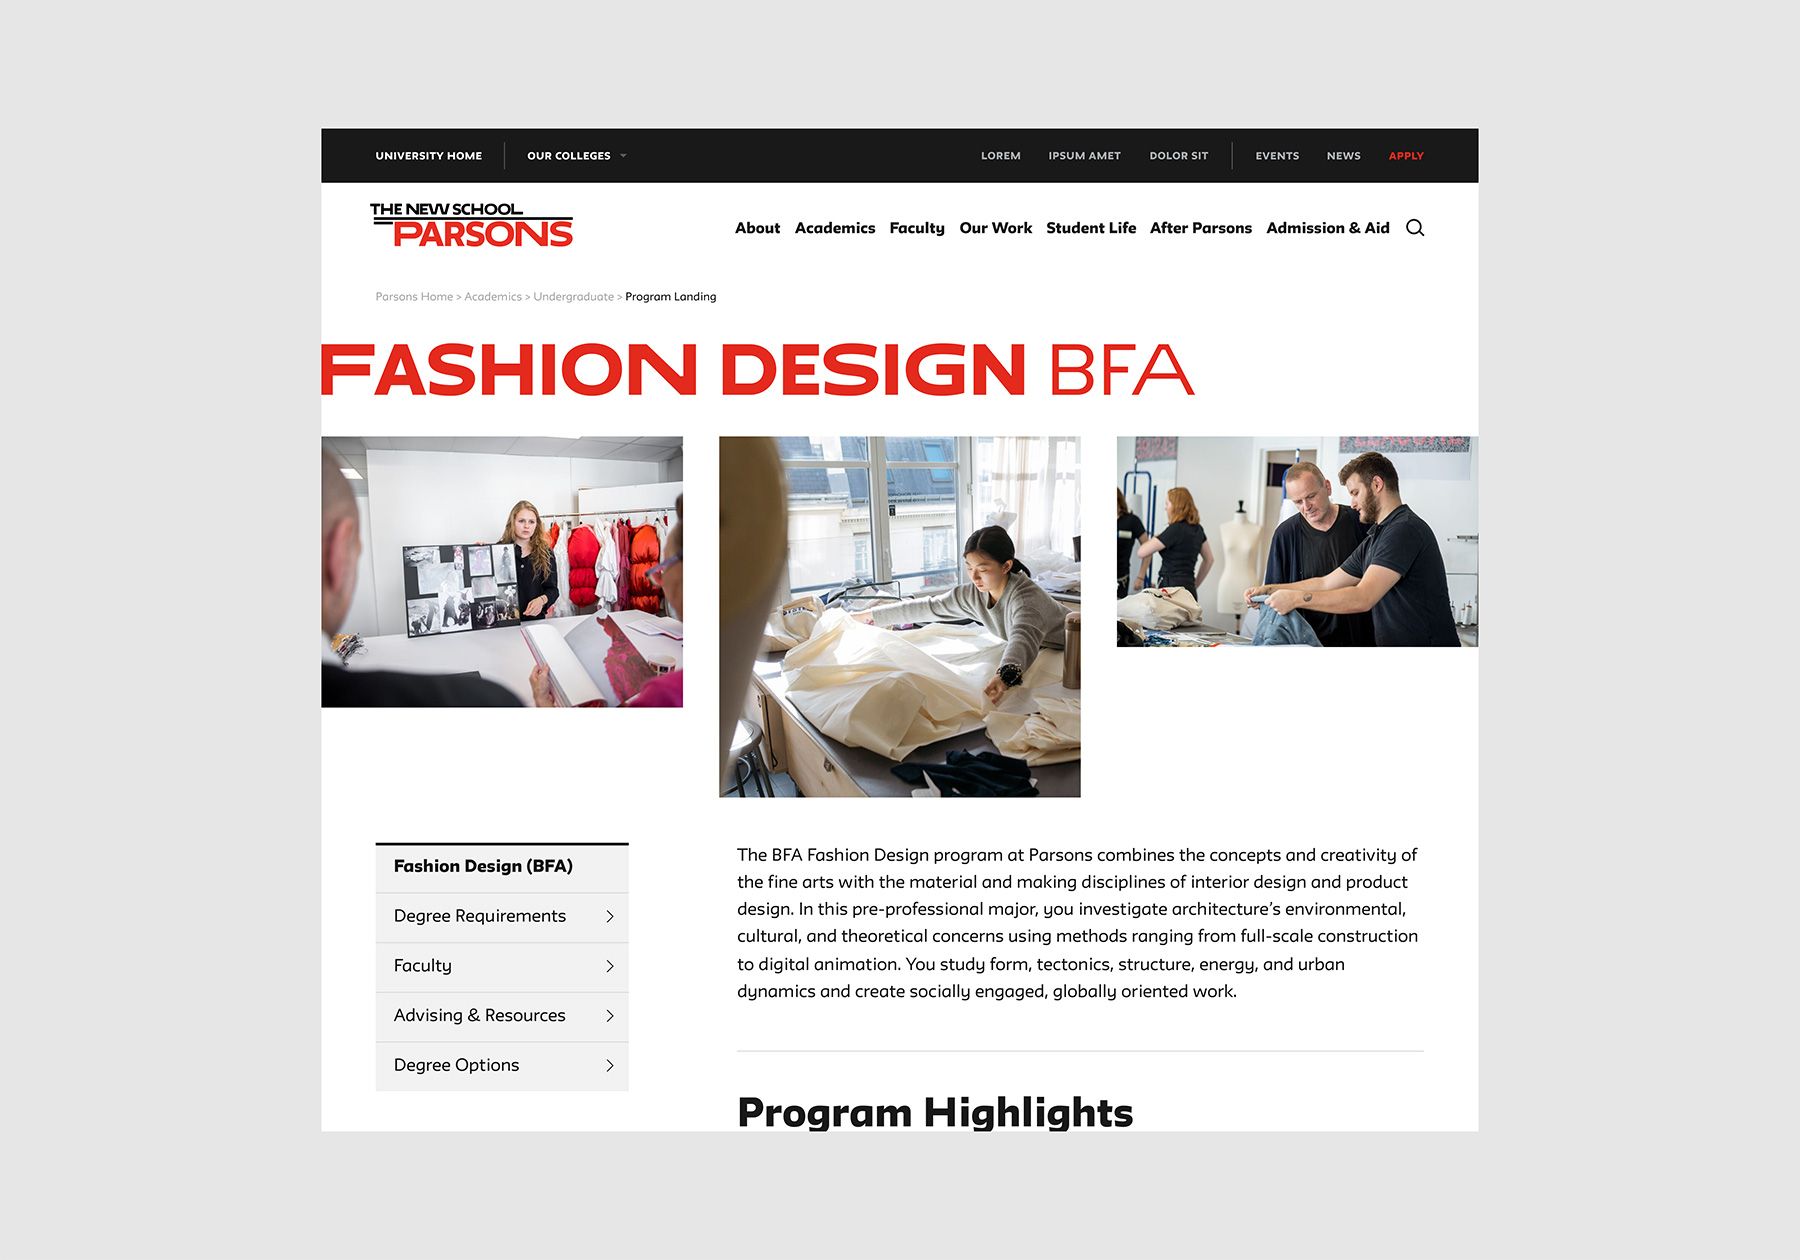 UNIVERSITY HOME
OUR COLLEGES
LOREM
IPSUM AMET
DOLOR SIT
EVENTS
NEWS
APPLY
THE NEW SCHOOL
PARSONS
About
Academics
Faculty
Our Work
Student Life
After Parsons
Admission & Aid
Parsons Home > Academics > Undergraduate > Program Landing
FASHION DESIGN BFA
Fashion Design (BFA)
Degree Requirements
Faculty
Advising & Resources
Degree Options
The BFA Fashion Design program at Parsons combines the concepts and creativity of
the fine arts with the material and making disciplines of interior design and product
design. In this pre-professional major, you investigate architecture's environmental,
cultural, and theoretical concerns using methods ranging from full-scale construction
to digital animation. You study form, tectonics, structure, energy, and urban
dynamics and create socially engaged, globally oriented work.
Program Highlights